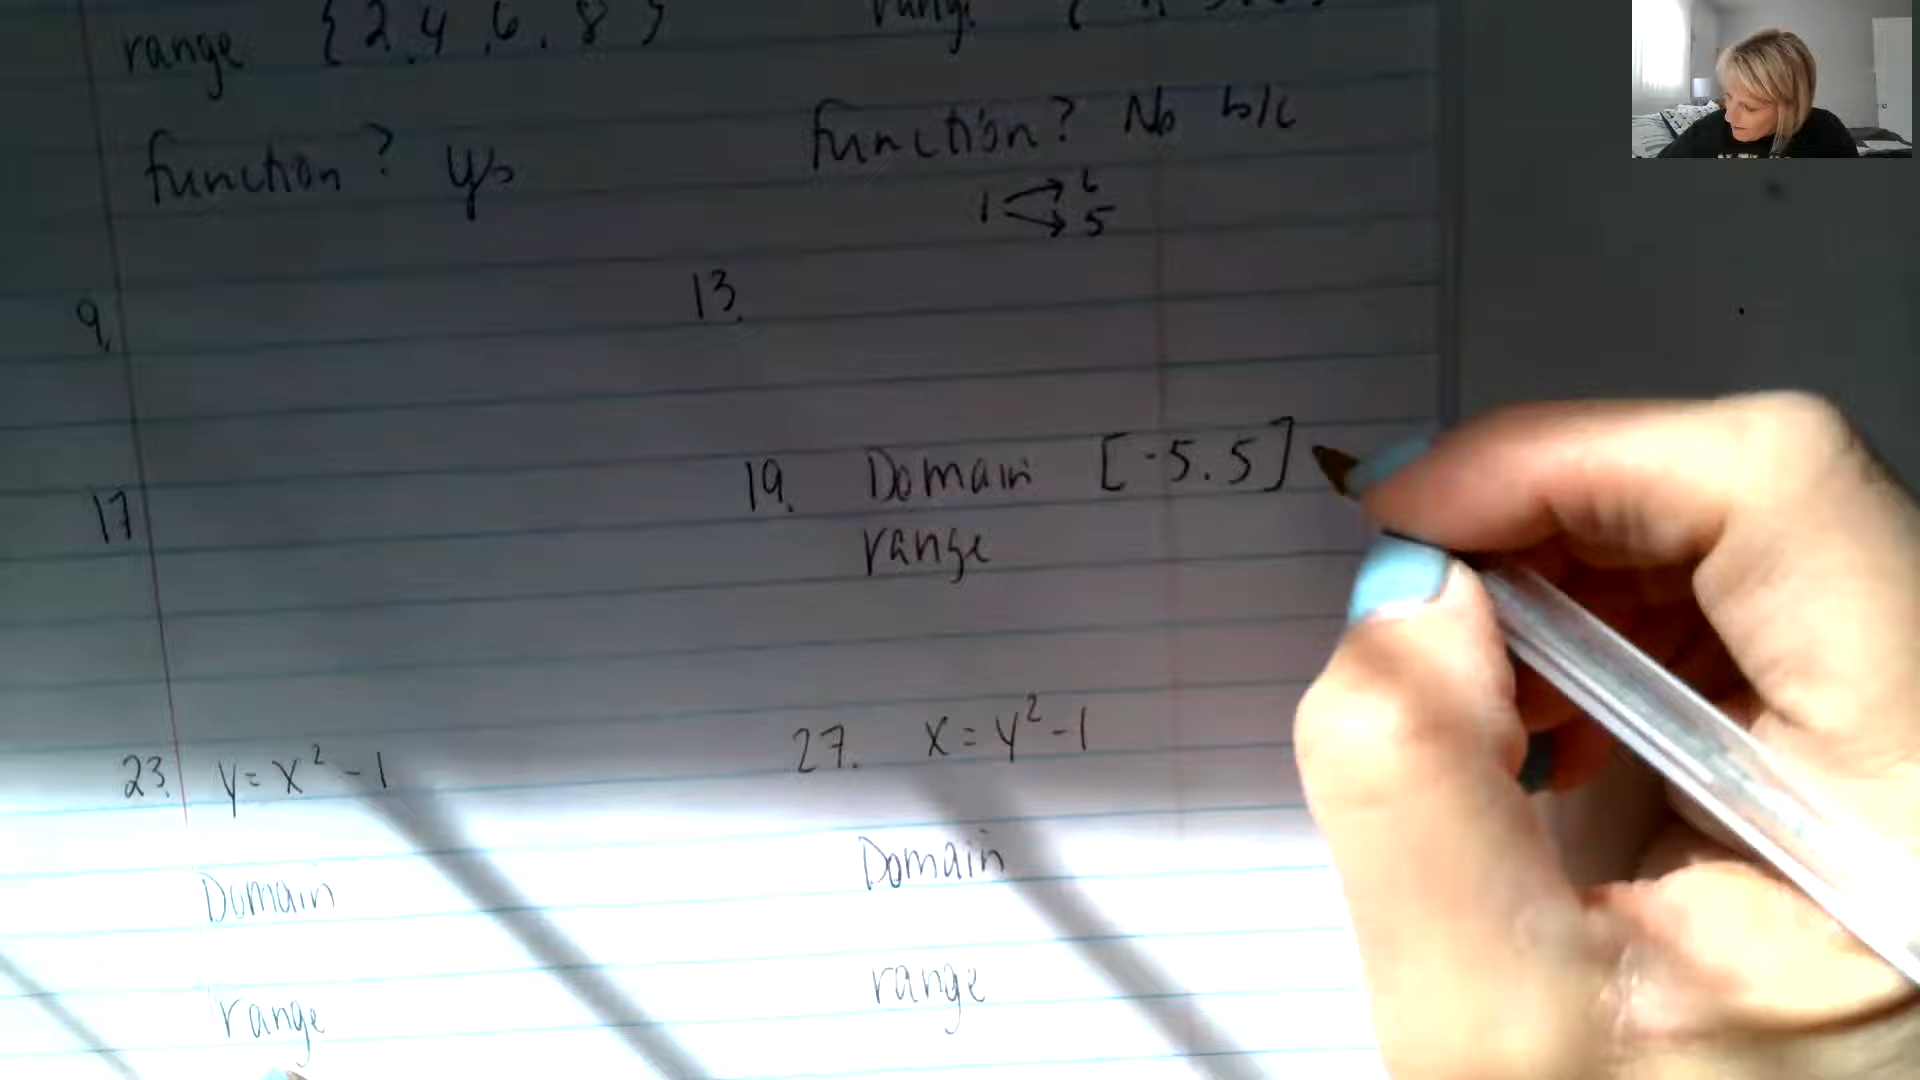 range {2, 4, 6, 8}
range {
function? yes
function? No b/c
1 6
5
9.
13.
17
19. Domain [-5, 5]
range
23. y = x² - 1
27. x = y² - 1
Domain
Domain
range
range